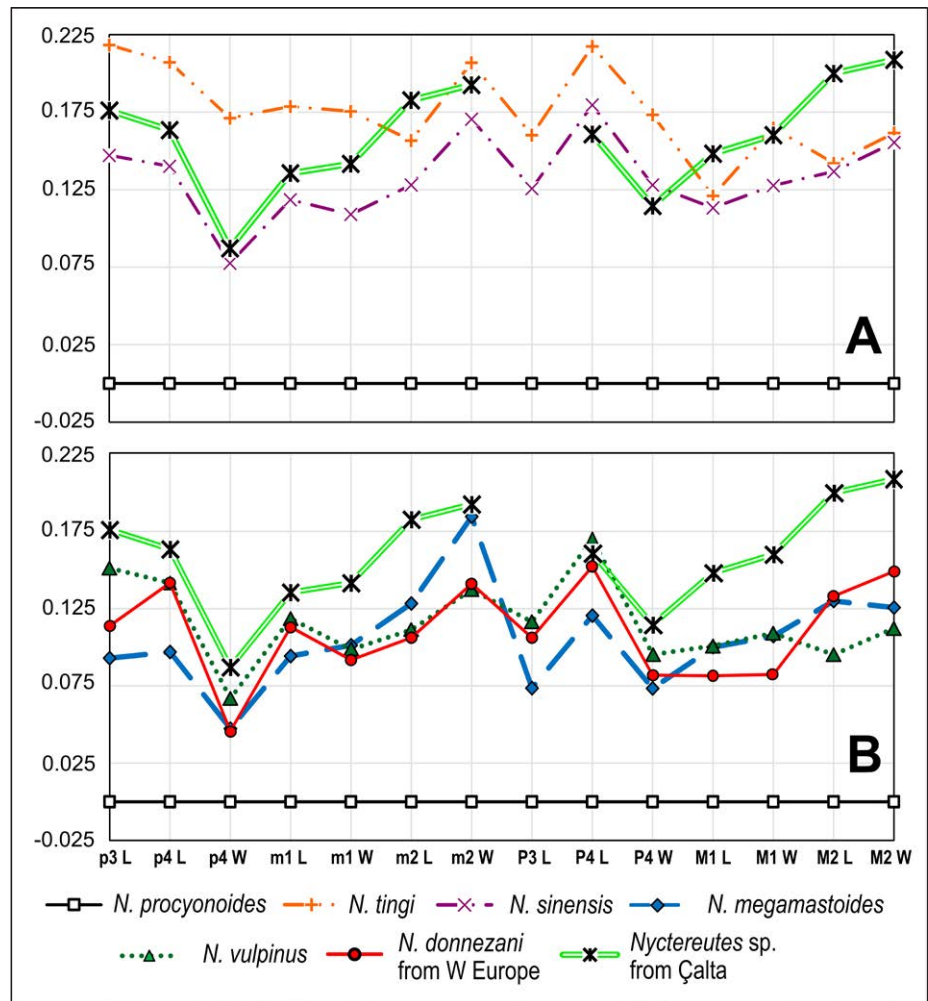 0.225
0.175
0.125
0.075
0.025
-0.025
A
0.225
0.175
0.125
0.075
0.025
-0.025
B
p3 L p4 L p4 W m1 L m1 W m2 L m2 W P3 L P4 L P4 W M1 L M1 W M2 L M2 W
N. procyonoides N. tingi N. sinensis N. megamastoides
N. vulpinus N. donnezani Nyctereutes sp.
from W Europe from Çalta